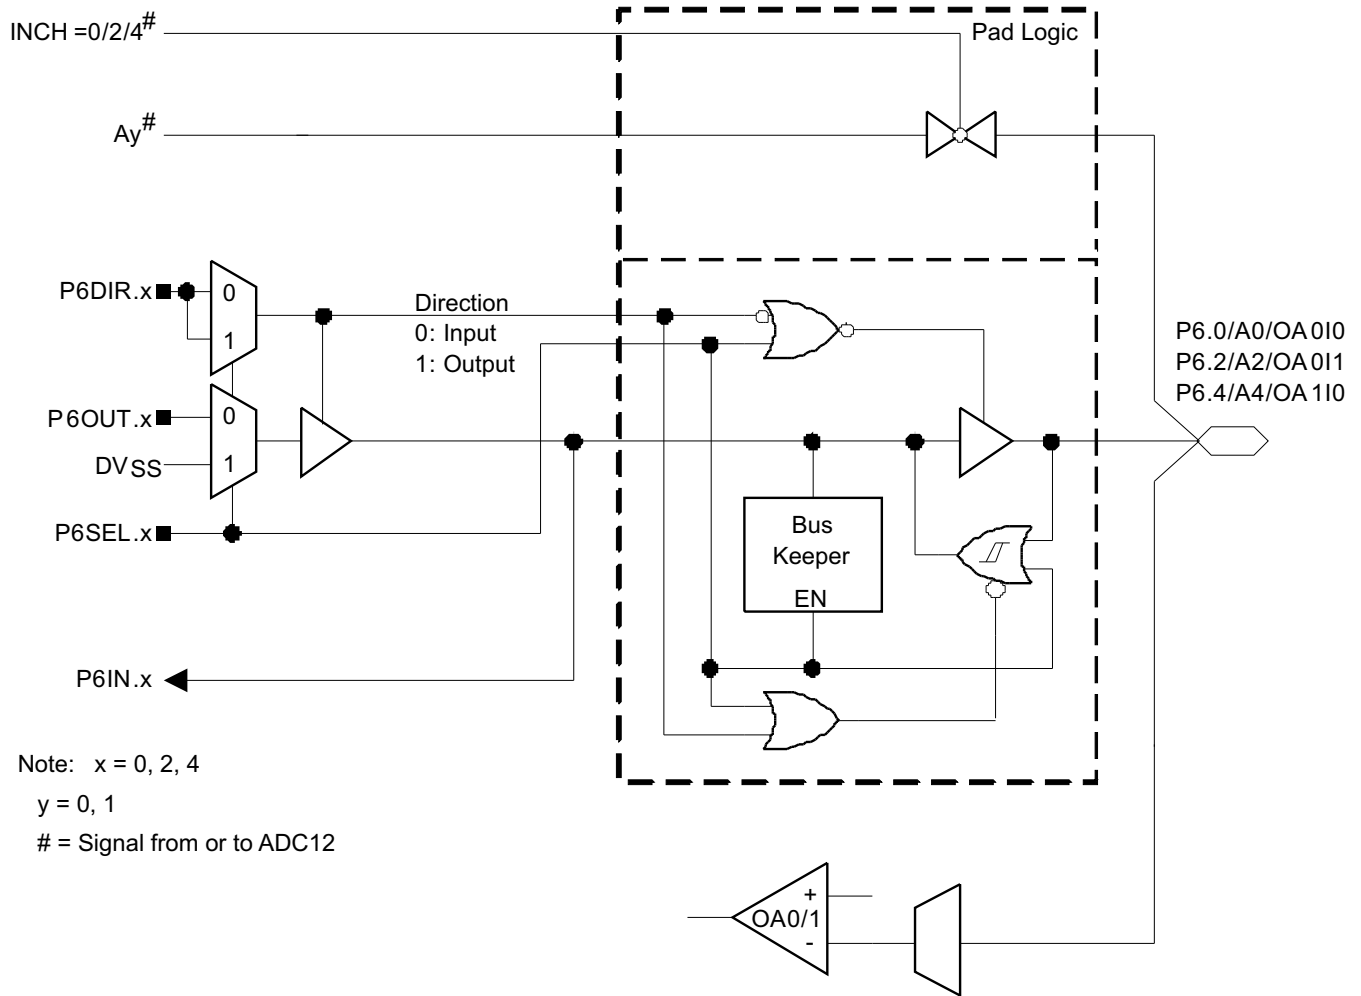 INCH =0/2/4#
Pad Logic
Ay#
P6DIR.x
0
1
Direction
0: Input
1: Output
P6.0/A0/OA0I0
P6.2/A2/OA0I1
P6.4/A4/OA1I0
P6OUT.x
0
DVSS
1
P6SEL.x
Bus
Keeper
EN
P6IN.x
Note: x = 0, 2, 4
y = 0, 1
# = Signal from or to ADC12
+
OA0/1
-